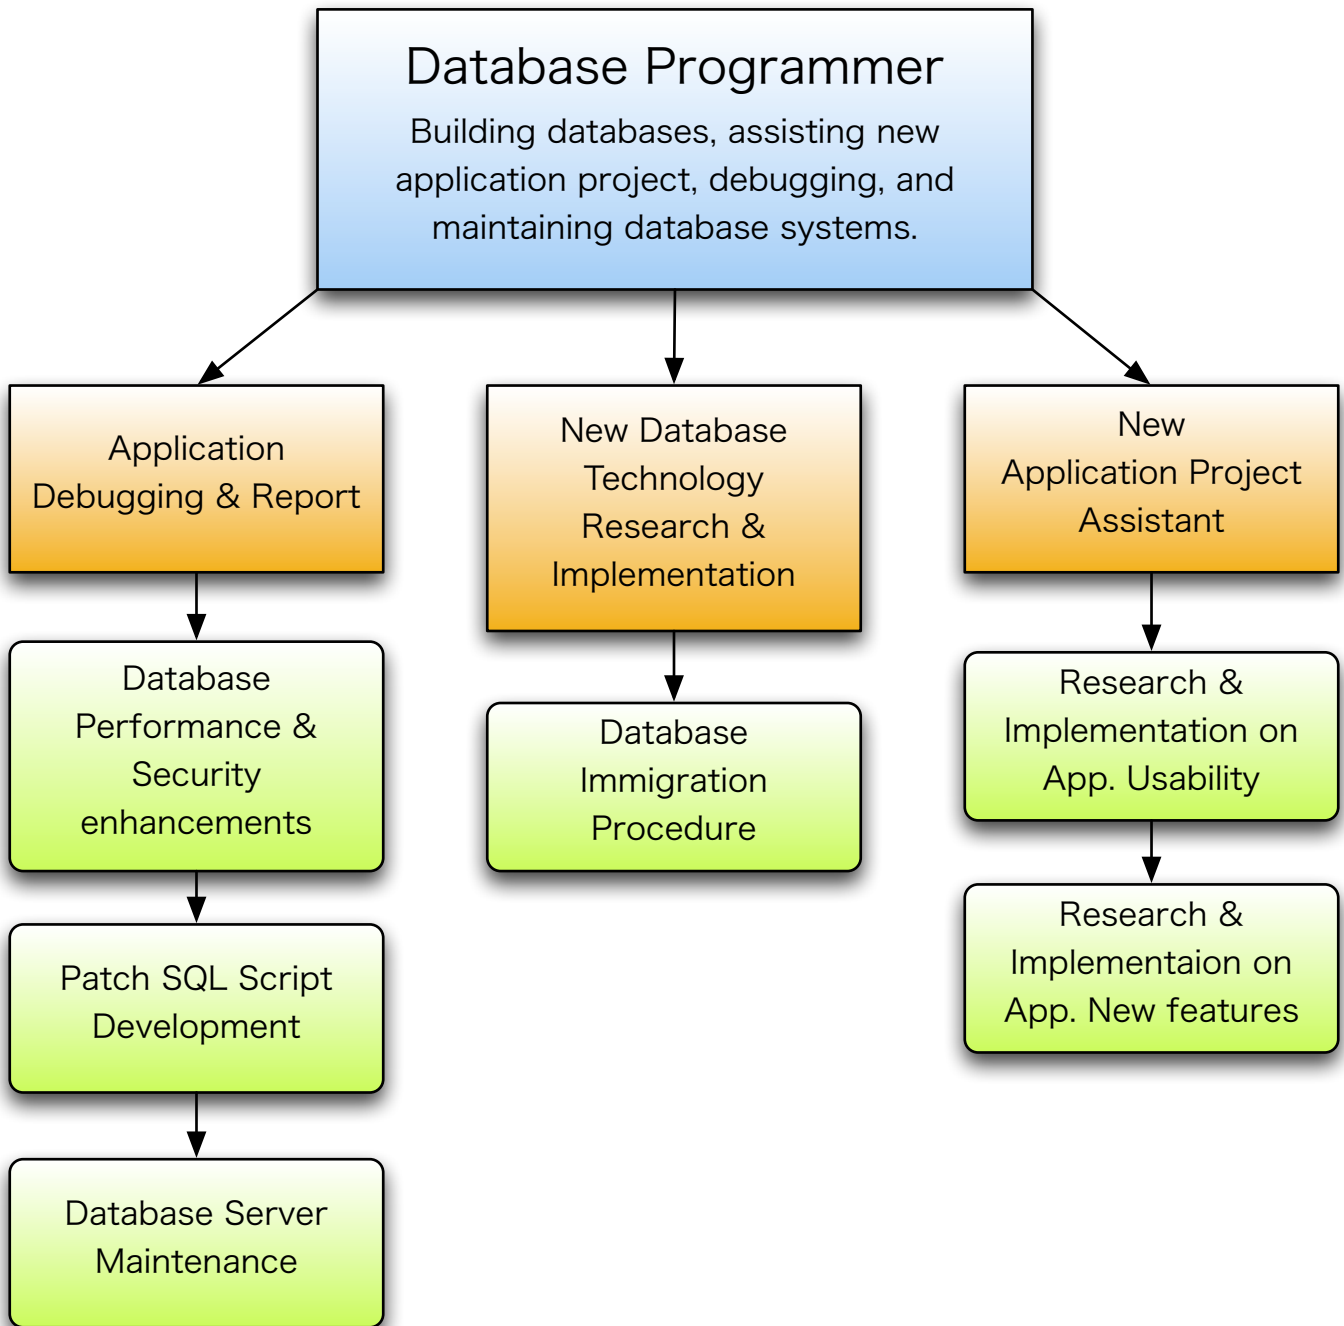 Database Programmer
Building databases, assisting new
application project, debugging, and
maintaining database systems.
Application
Debugging & Report
New Database
Technology
Research &
Implementation
New
Application Project
Assistant
Database
Performance &
Security
enhancements
Database
Immigration
Procedure
Research &
Implementation on
App. Usability
Patch SQL Script
Development
Research &
Implementaion on
App. New features
Database Server
Maintenance